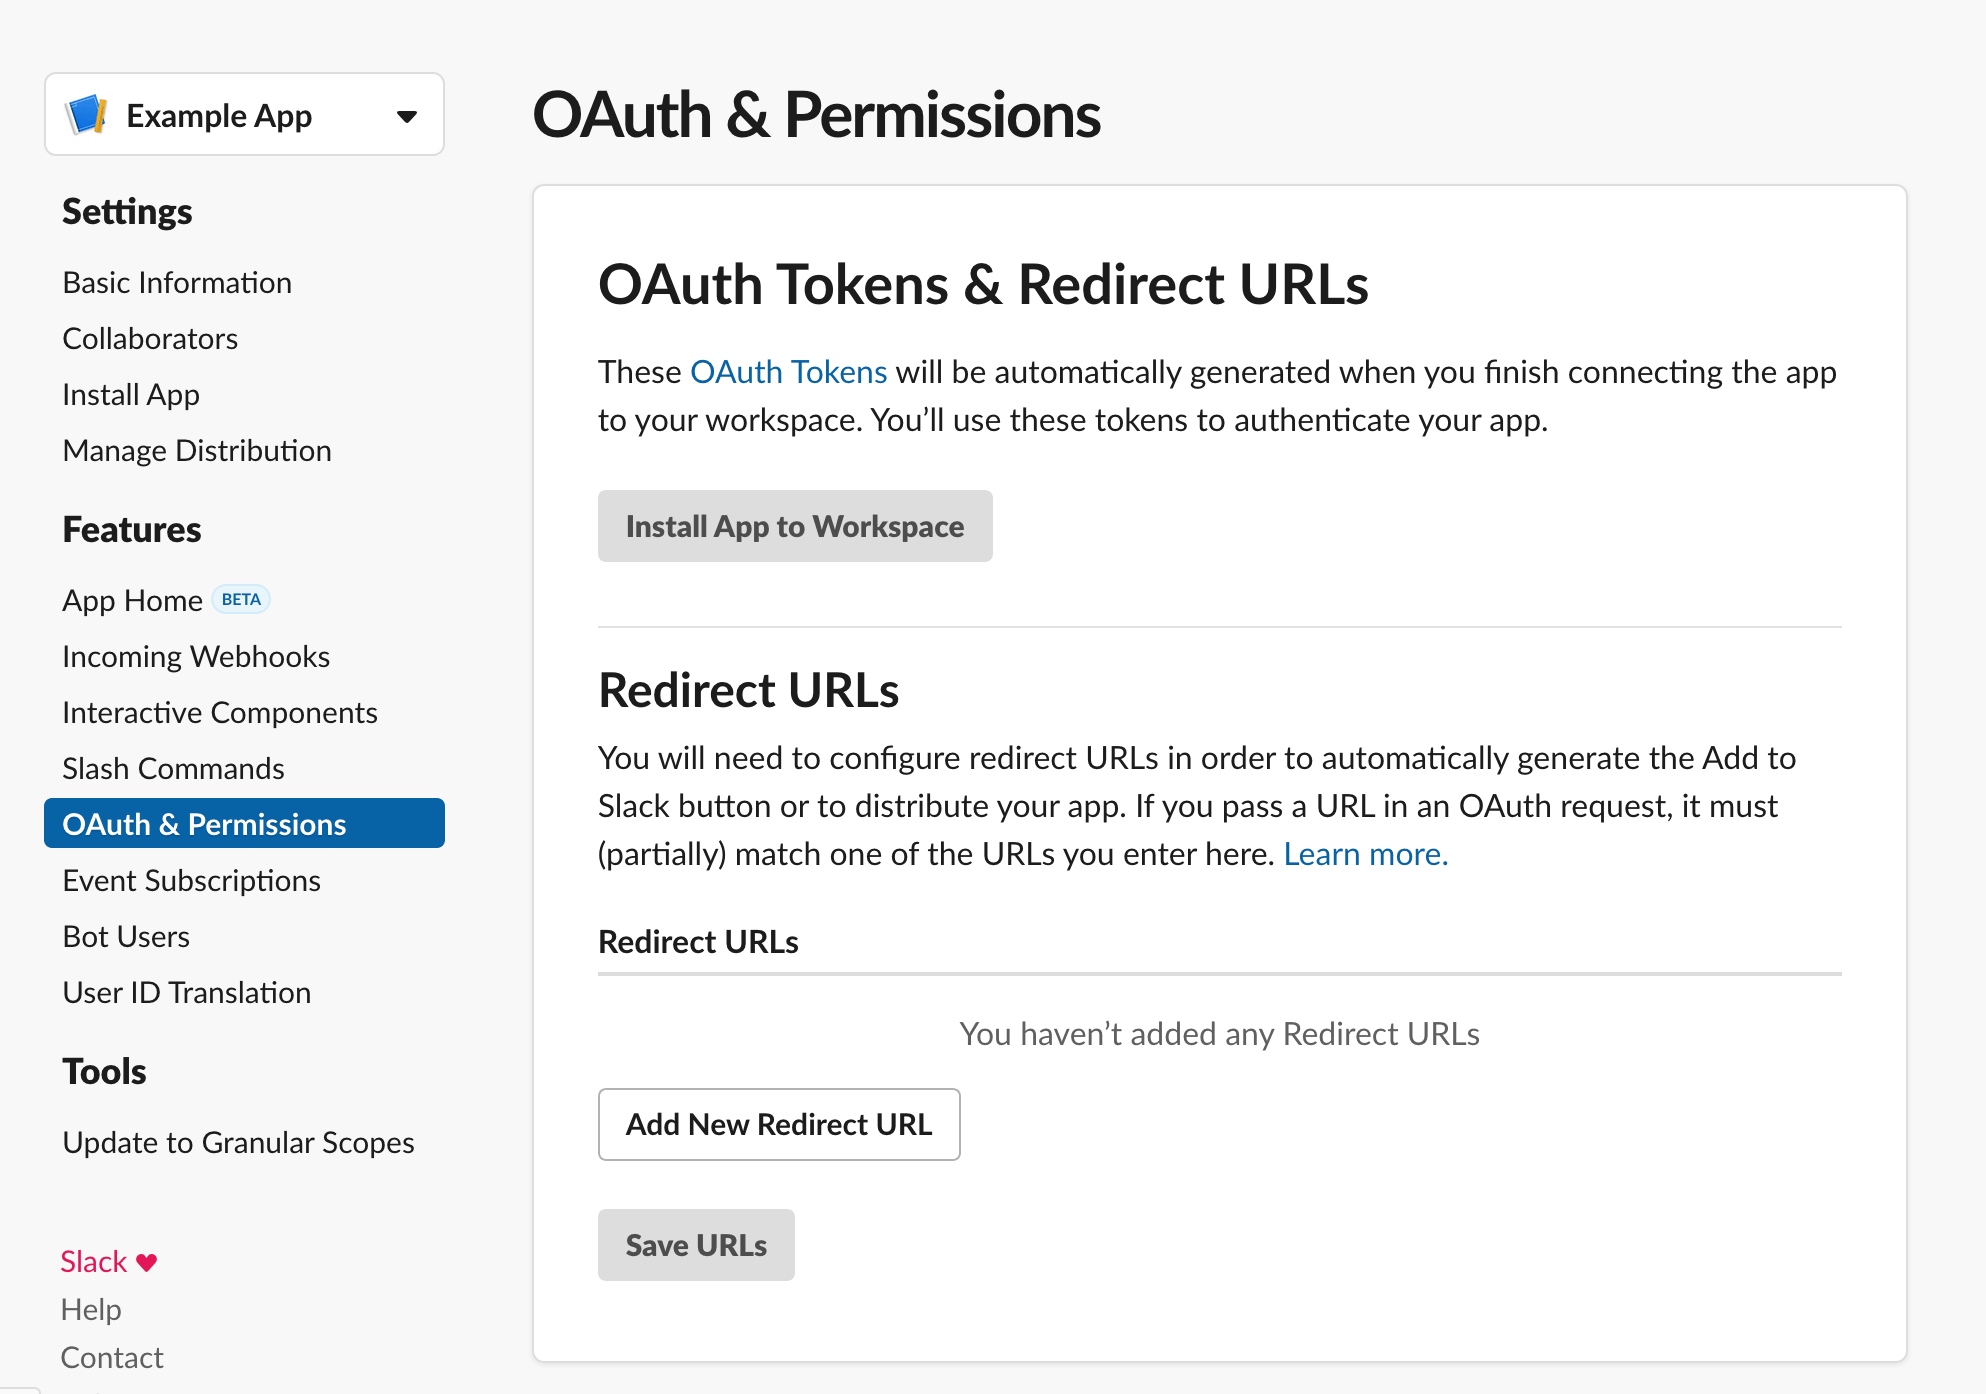 Example App
Settings
Basic Information
Collaborators
Install App
Manage Distribution
Features
App Home BETA
Incoming Webhooks
Interactive Components
Slash Commands
OAuth & Permissions
Event Subscriptions
Bot Users
User ID Translation
Tools
Update to Granular Scopes
Slack
Help
Contact
OAuth & Permissions
OAuth Tokens & Redirect URLs
These OAuth Tokens will be automatically generated when you finish connecting the app
to your workspace. You’ll use these tokens to authenticate your app.
Install App to Workspace
Redirect URLs
You will need to configure redirect URLs in order to automatically generate the Add to
Slack button or to distribute your app. If you pass a URL in an OAuth request, it must
(partially) match one of the URLs you enter here. Learn more.
Redirect URLs
You haven’t added any Redirect URLs
Add New Redirect URL
Save URLs